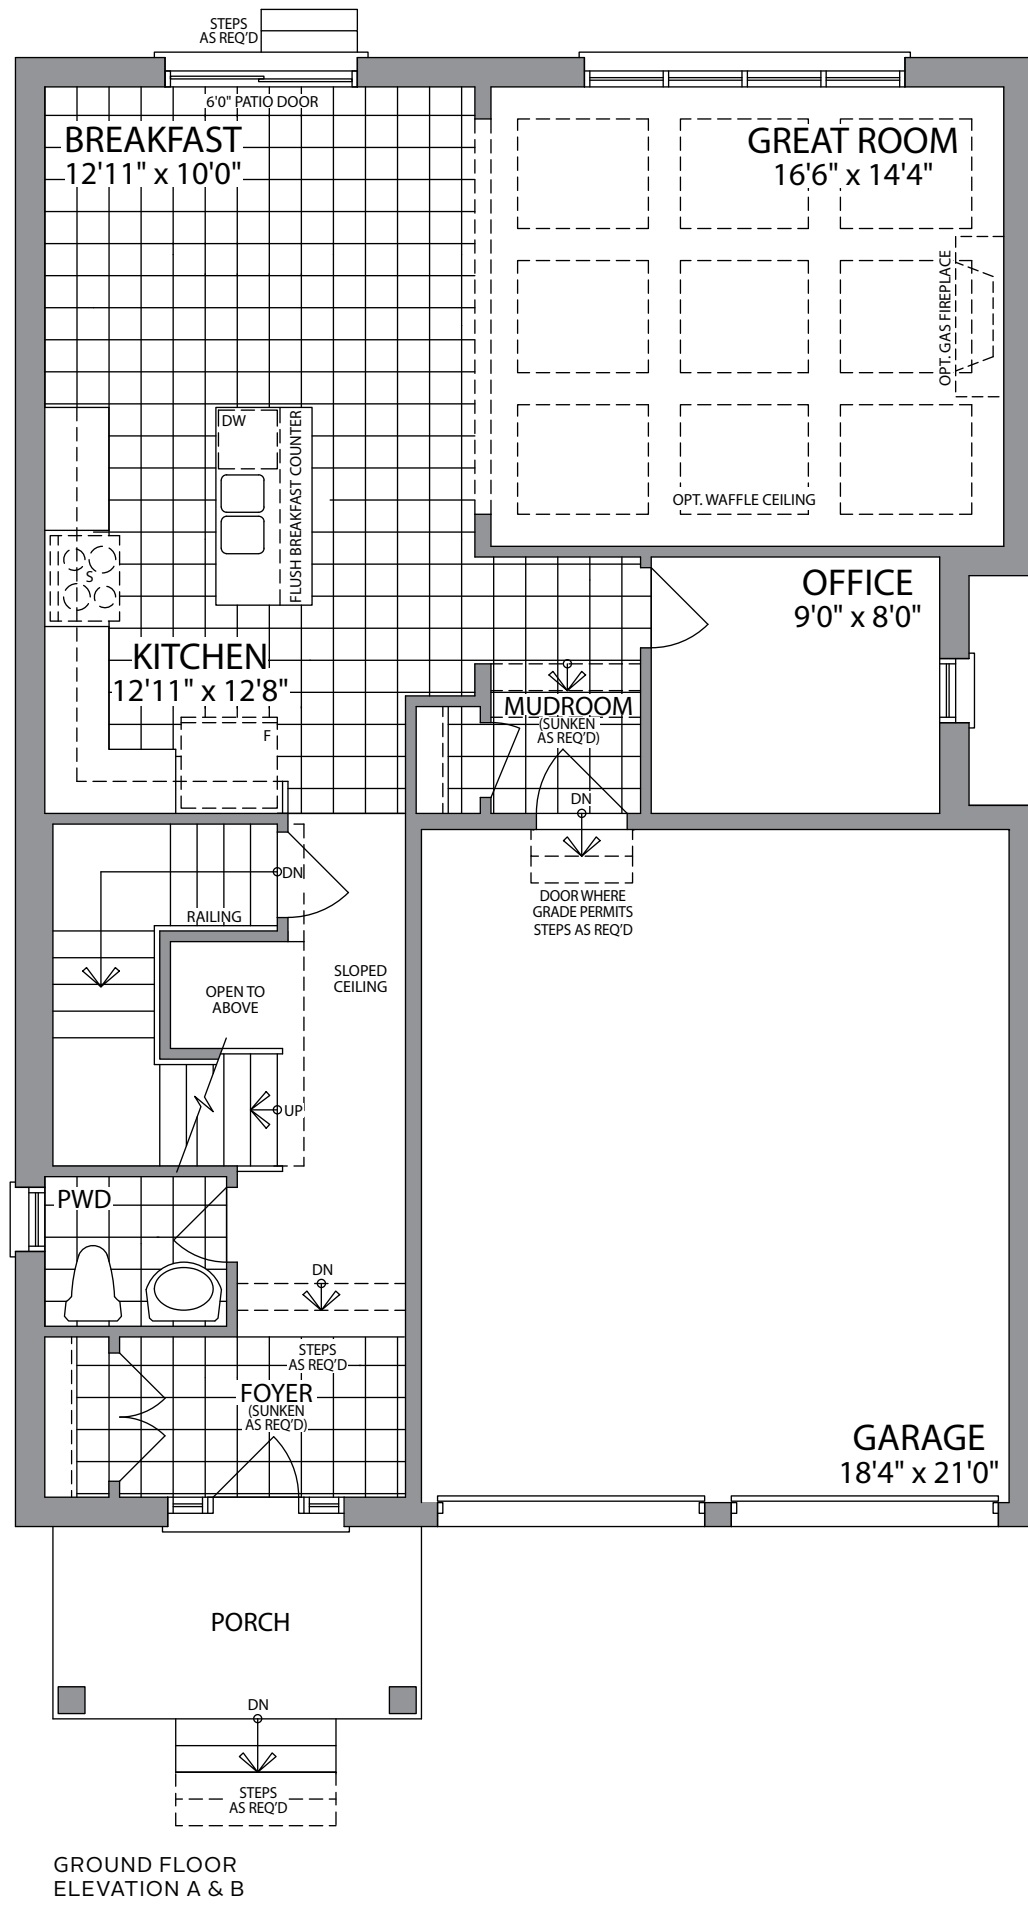 STEPS
AS REQ'D
6'0" PATIO DOOR
BREAKFAST
12'11" x 10'0"
GREAT ROOM
16'6" x 14'4"
OPT. GAS FIREPLACE
OPT. WAFFLE CEILING
DW
FLUSH BREAKFAST COUNTER
S
OFFICE
9'0" x 8'0"
KITCHEN
12'11" x 12'8"
F
MUDROOM
(SUNKEN
AS REQ'D)
DN
DOOR WHERE
GRADE PERMITS
STEPS AS REQ'D
DN
RAILING
SLOPED
CEILING
OPEN TO
ABOVE
UP
PWD
DN
STEPS
AS REQ'D
FOYER
(SUNKEN
AS REQ'D)
GARAGE
18'4" x 21'0"
PORCH
DN
STEPS
AS REQ'D
GROUND FLOOR
ELEVATION A & B